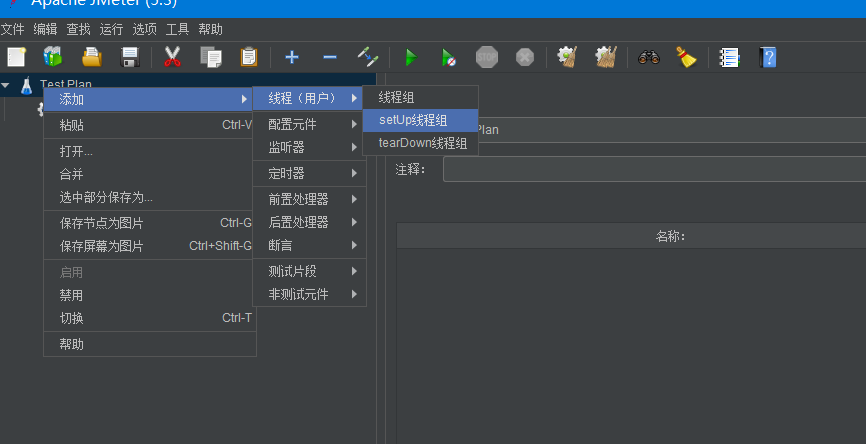 Apache JMeter (5.3)
文件 编辑 查找 运行 选项 工具 帮助
Test Plan
添加
粘贴 Ctrl-V
打开...
合并
选中部分保存为...
保存节点为图片 Ctrl-G
保存屏幕为图片 Ctrl+Shift-G
启用
禁用
切换 Ctrl-T
帮助
线程（用户）
配置元件
监听器
定时器
前置处理器
后置处理器
断言
测试片段
非测试元件
线程组
setUp线程组
tearDown线程组
Plan
注释:
名称: